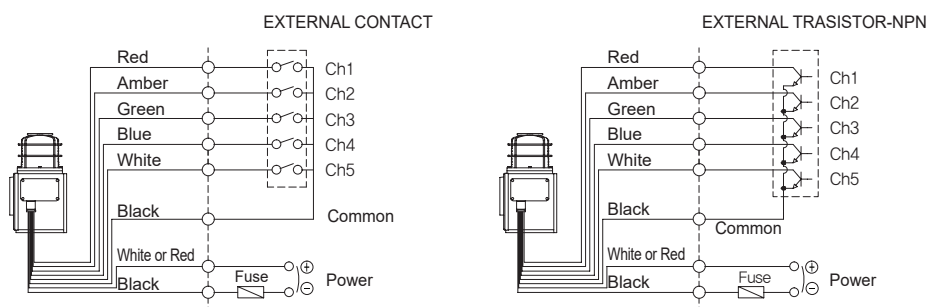 EXTERNAL CONTACT
Red
Amber
Green
Blue
White
Black
White or Red
Black
Fuse
Ch1
Ch2
Ch3
Ch4
Ch5
Common
Power
EXTERNAL TRASISTOR-NPN
Red
Amber
Green
Blue
White
Black
White or Red
Black
Fuse
Ch1
Ch2
Ch3
Ch4
Ch5
Common
Power